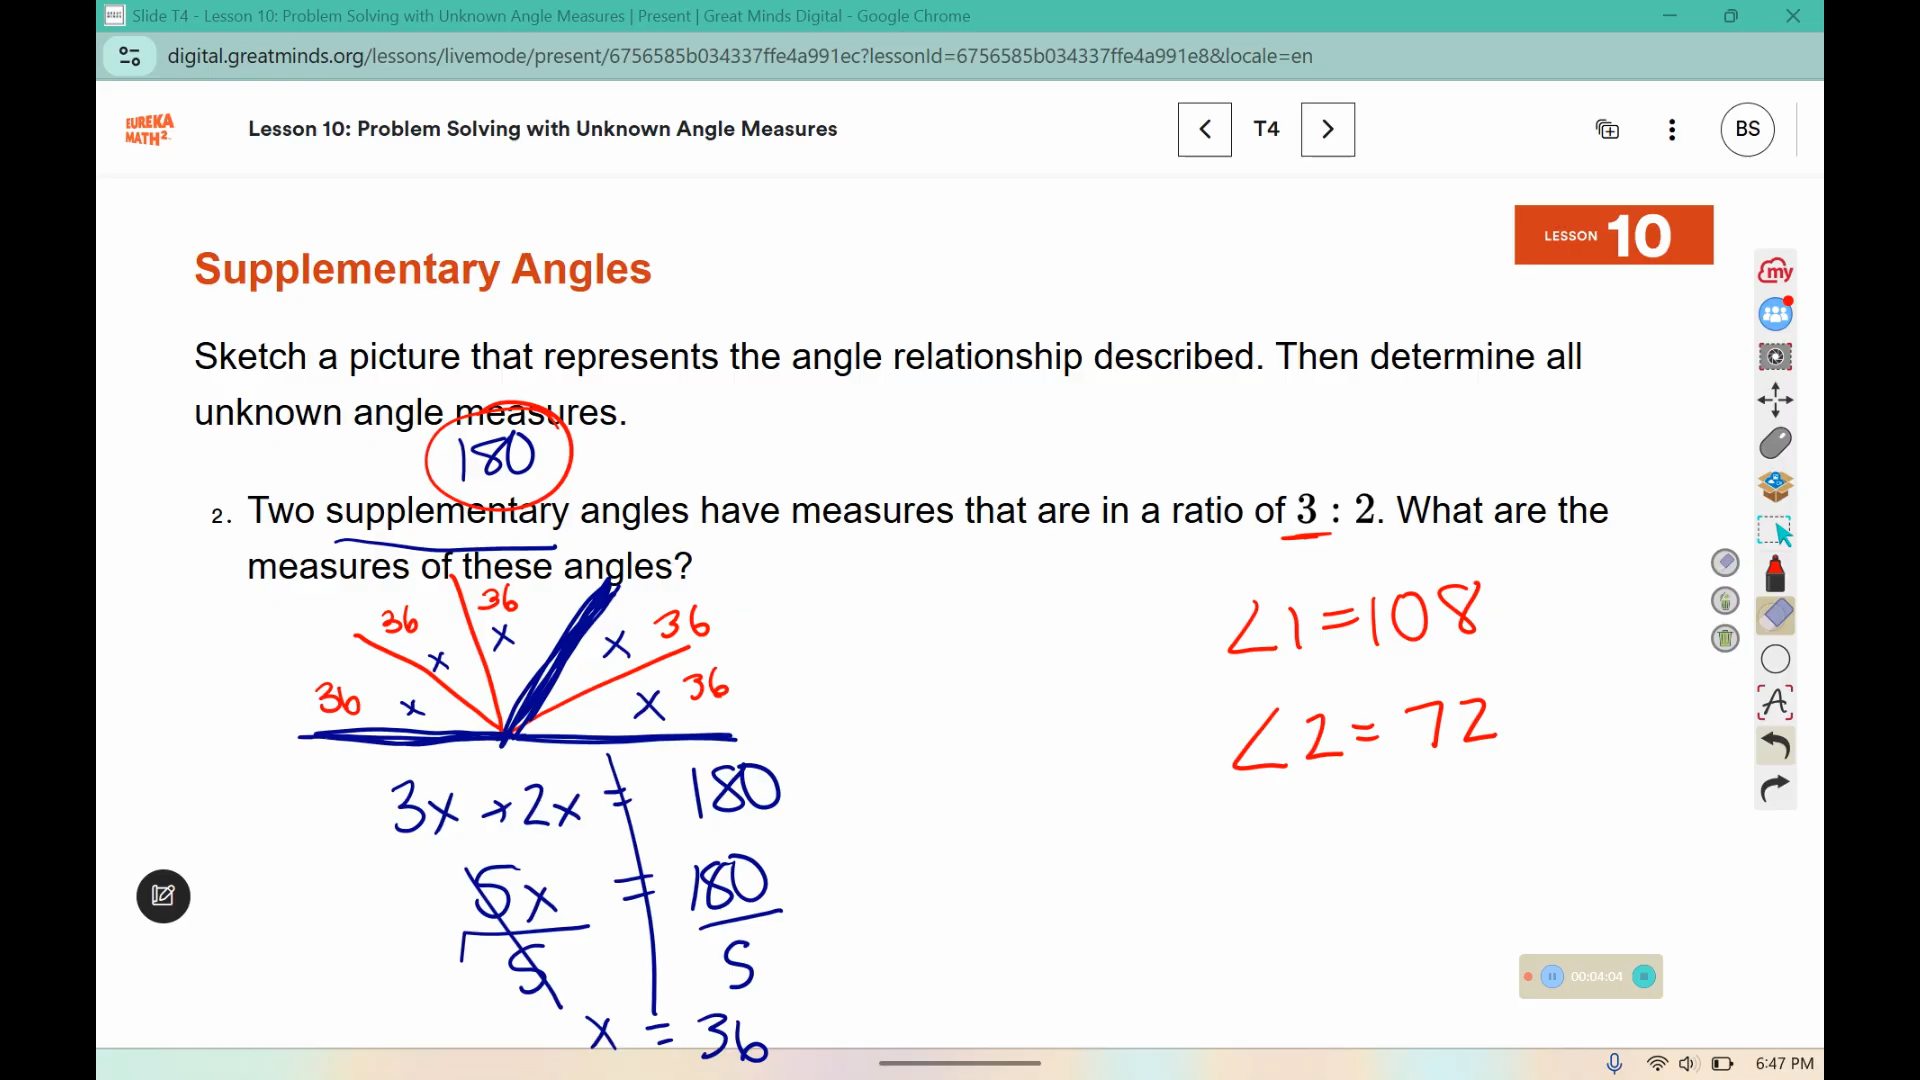 Slide T4 - Lesson 10: Problem Solving with Unknown Angle Measures | Present | Great Minds Digital - Google Chrome
digital.greatminds.org/lessons/livemode/present/6756585b034337ffe4a991ec?lessonId=6756585b034337ffe4a991e8&locale=en
EUREKA
MATH²
Lesson 10: Problem Solving with Unknown Angle Measures
T4
BS
LESSON 10
my
Supplementary Angles
Sketch a picture that represents the angle relationship described. Then determine all
unknown angle measures.
180
2. Two supplementary angles have measures that are in a ratio of 3 : 2. What are the
measures of these angles?
36 36 x x 36
36 x x x 36
∠1=108
∠2=72
3x+2x = 180
5x = 180
5 5
x = 36
A
00:04:04
6:47 PM